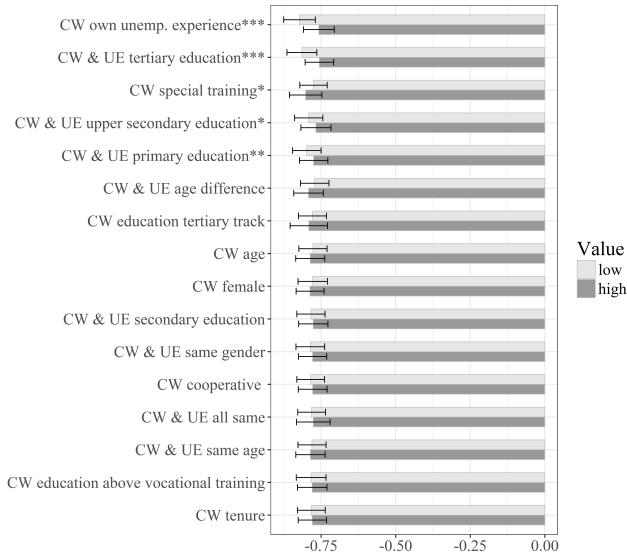 CW own unemp. experience***
CW & UE tertiary education***
CW special training*
CW & UE upper secondary education*
CW & UE primary education**
CW & UE age difference
CW education tertiary track
CW age
CW female
CW & UE secondary education
CW & UE same gender
CW cooperative
CW & UE all same
CW & UE same age
CW education above vocational training
CW tenure
-0.75 -0.50 -0.25 0.00
Value
low
high